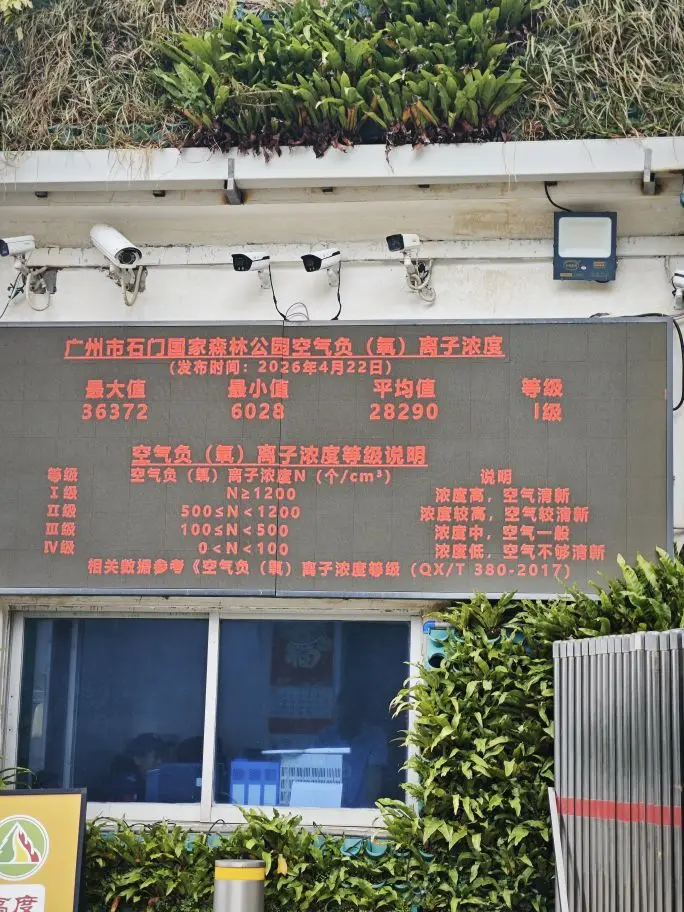 广州市石门国家森林公园空气负（氧）离子浓度
（发布时间：2026年4月22日）
最大值 最小值 平均值 等级
36372 6028 28290 Ⅰ级
空气负（氧）离子浓度等级说明
等级 空气负（氧）离子浓度N（个/cm³） 说明
Ⅰ级 N≥1200 浓度高，空气清新
Ⅱ级 500≤N<1200 浓度较高，空气较清新
Ⅲ级 100≤N<500 浓度中，空气一般
Ⅳ级 0<N<100 浓度低，空气不够清新
相关数据参考《空气负（氧）离子浓度等级（QX/T 380-2017）
福
高度